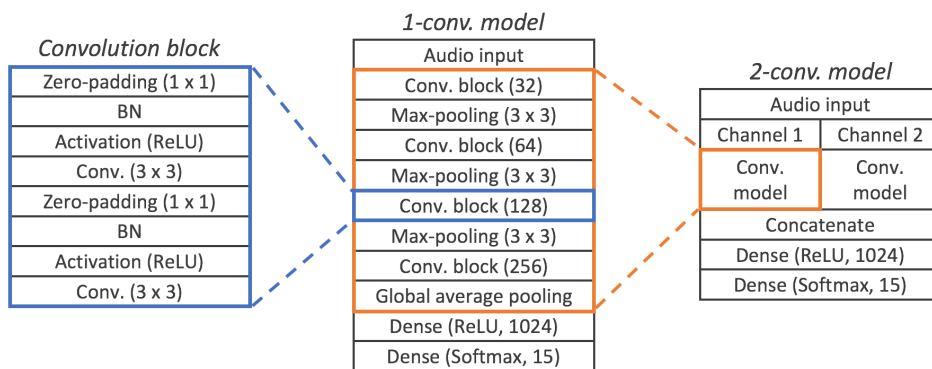 Convolution block
Zero-padding (1 x 1)
BN
Activation (ReLU)
Conv. (3 x 3)
Zero-padding (1 x 1)
BN
Activation (ReLU)
Conv. (3 x 3)
1-conv. model
Audio input
Conv. block (32)
Max-pooling (3 x 3)
Conv. block (64)
Max-pooling (3 x 3)
Conv. block (128)
Max-pooling (3 x 3)
Conv. block (256)
Global average pooling
Dense (ReLU, 1024)
Dense (Softmax, 15)
2-conv. model
Audio input
Channel 1
Channel 2
Conv.
model
Conv.
model
Concatenate
Dense (ReLU, 1024)
Dense (Softmax, 15)